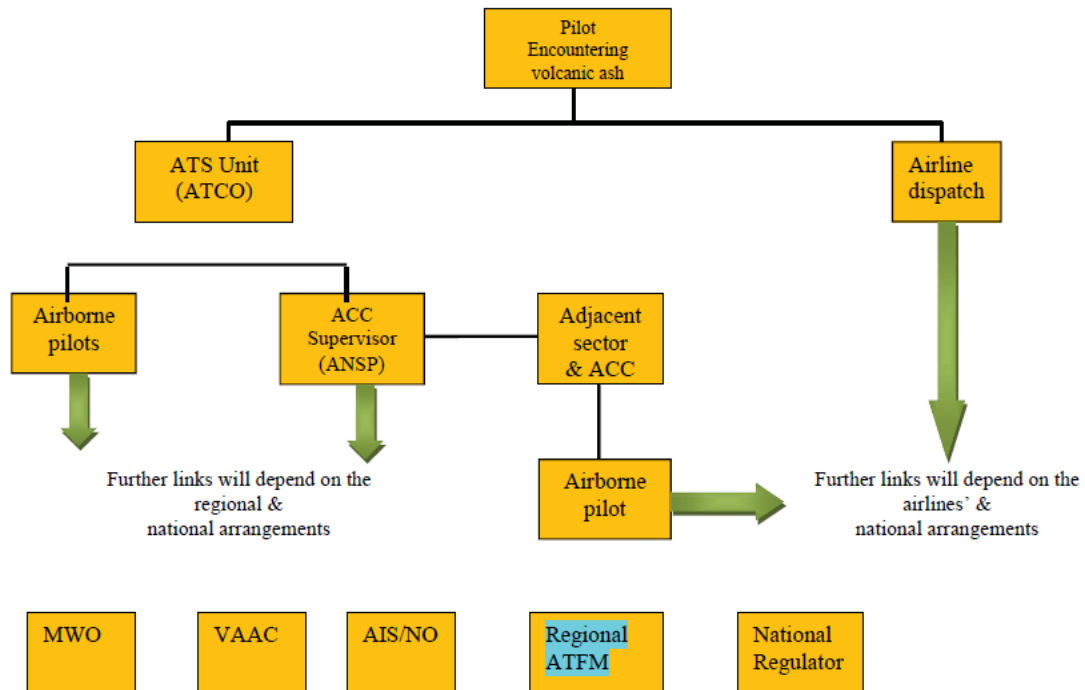 Pilot
Encountering
volcanic ash
ATS Unit
(ATCO)
Airline
dispatch
Airborne
pilots
ACC
Supervisor
(ANSP)
Adjacent
sector
& ACC
Further links will depend on the
regional &
national arrangements
Airborne
pilot
Further links will depend on the
airlines’ &
national arrangements
MWO
VAAC
AIS/NO
Regional
ATFM
National
Regulator